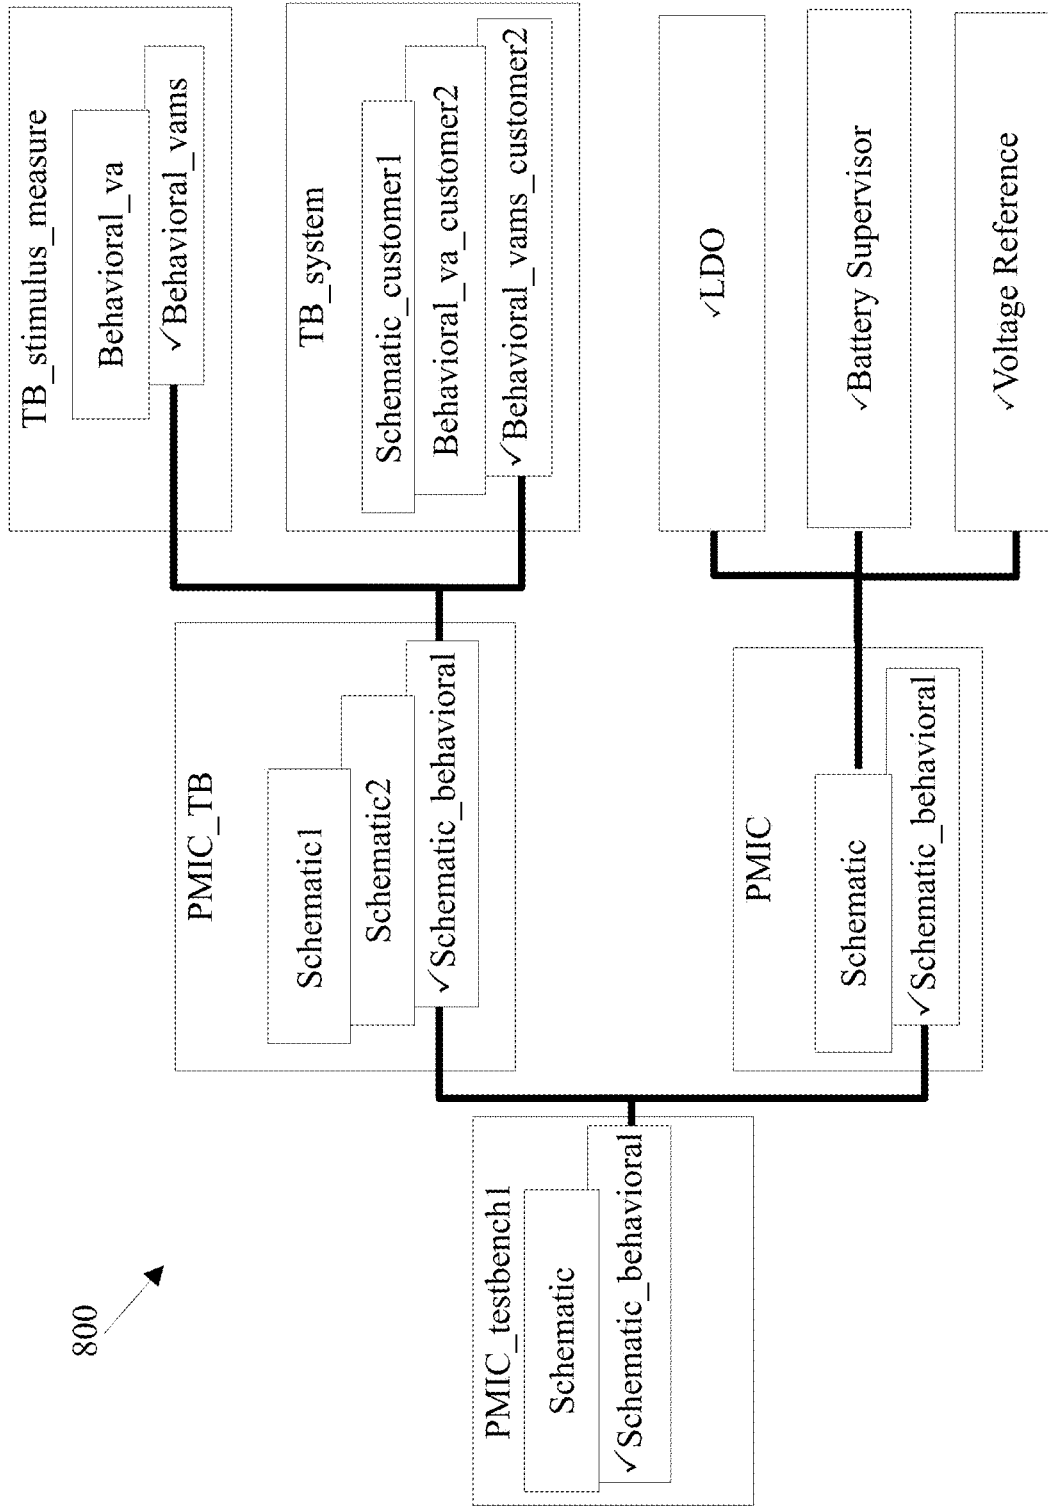 800
PMIC_testbench1
Schematic
✓Schematic_behavioral
PMIC_TB
Schematic1
Schematic2
✓Schematic_behavioral
PMIC
Schematic
✓Schematic_behavioral
TB_stimulus_measure
Behavioral_va
✓Behavioral_vams
TB_system
Schematic_customer1
Behavioral_va_customer2
✓Behavioral_vams_customer2
✓LDO
✓Battery Supervisor
✓Voltage Reference